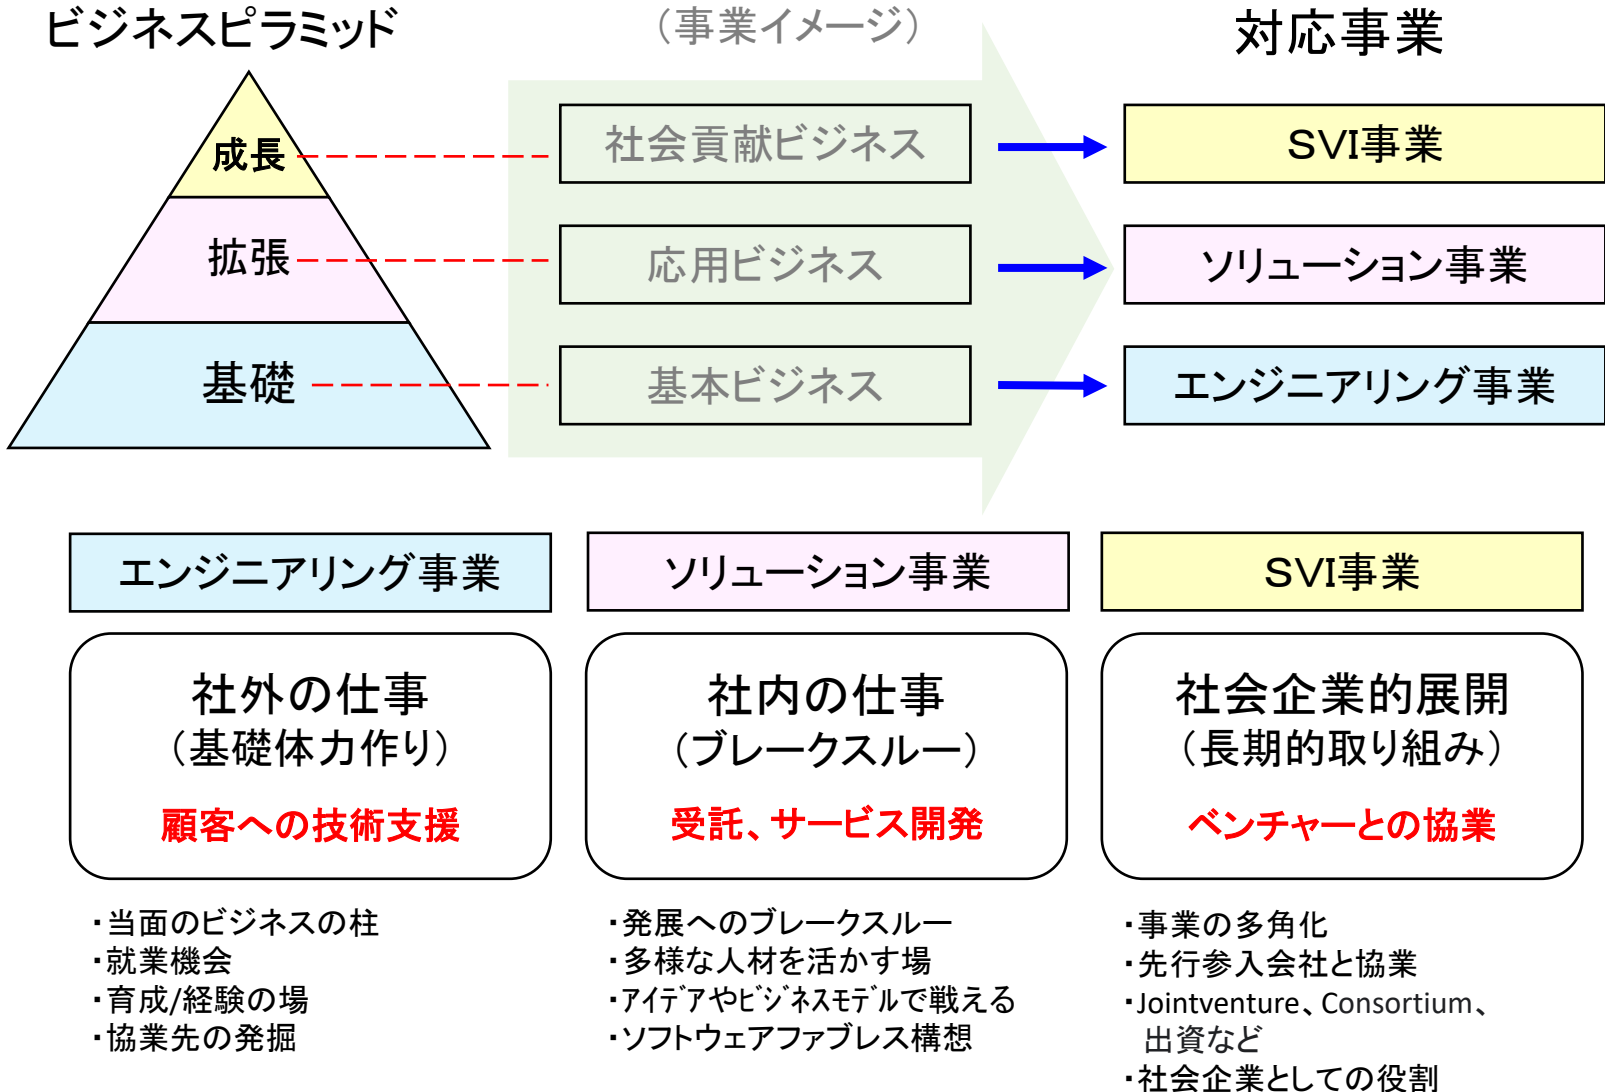 ビジネスピラミッド
（事業イメージ）
対応事業
成長
社会貢献ビジネス
SVI事業
拡張
応用ビジネス
ソリューション事業
基礎
基本ビジネス
エンジニアリング事業
エンジニアリング事業
社外の仕事
（基礎体力作り）
顧客への技術支援
・当面のビジネスの柱
・就業機会
・育成/経験の場
・協業先の発掘
ソリューション事業
社内の仕事
（ブレークスルー）
受託、サービス開発
・発展へのブレークスルー
・多様な人材を活かす場
・ｱｲﾃﾞｱやﾋﾞｼﾞﾈｽﾓﾃﾞﾙで戦える
・ソフトウェアファブレス構想
SVI事業
社会企業的展開
（長期的取り組み）
ベンチャーとの協業
・事業の多角化
・先行参入会社と協業
・Jointventure、Consortium、
出資など
・社会企業としての役割